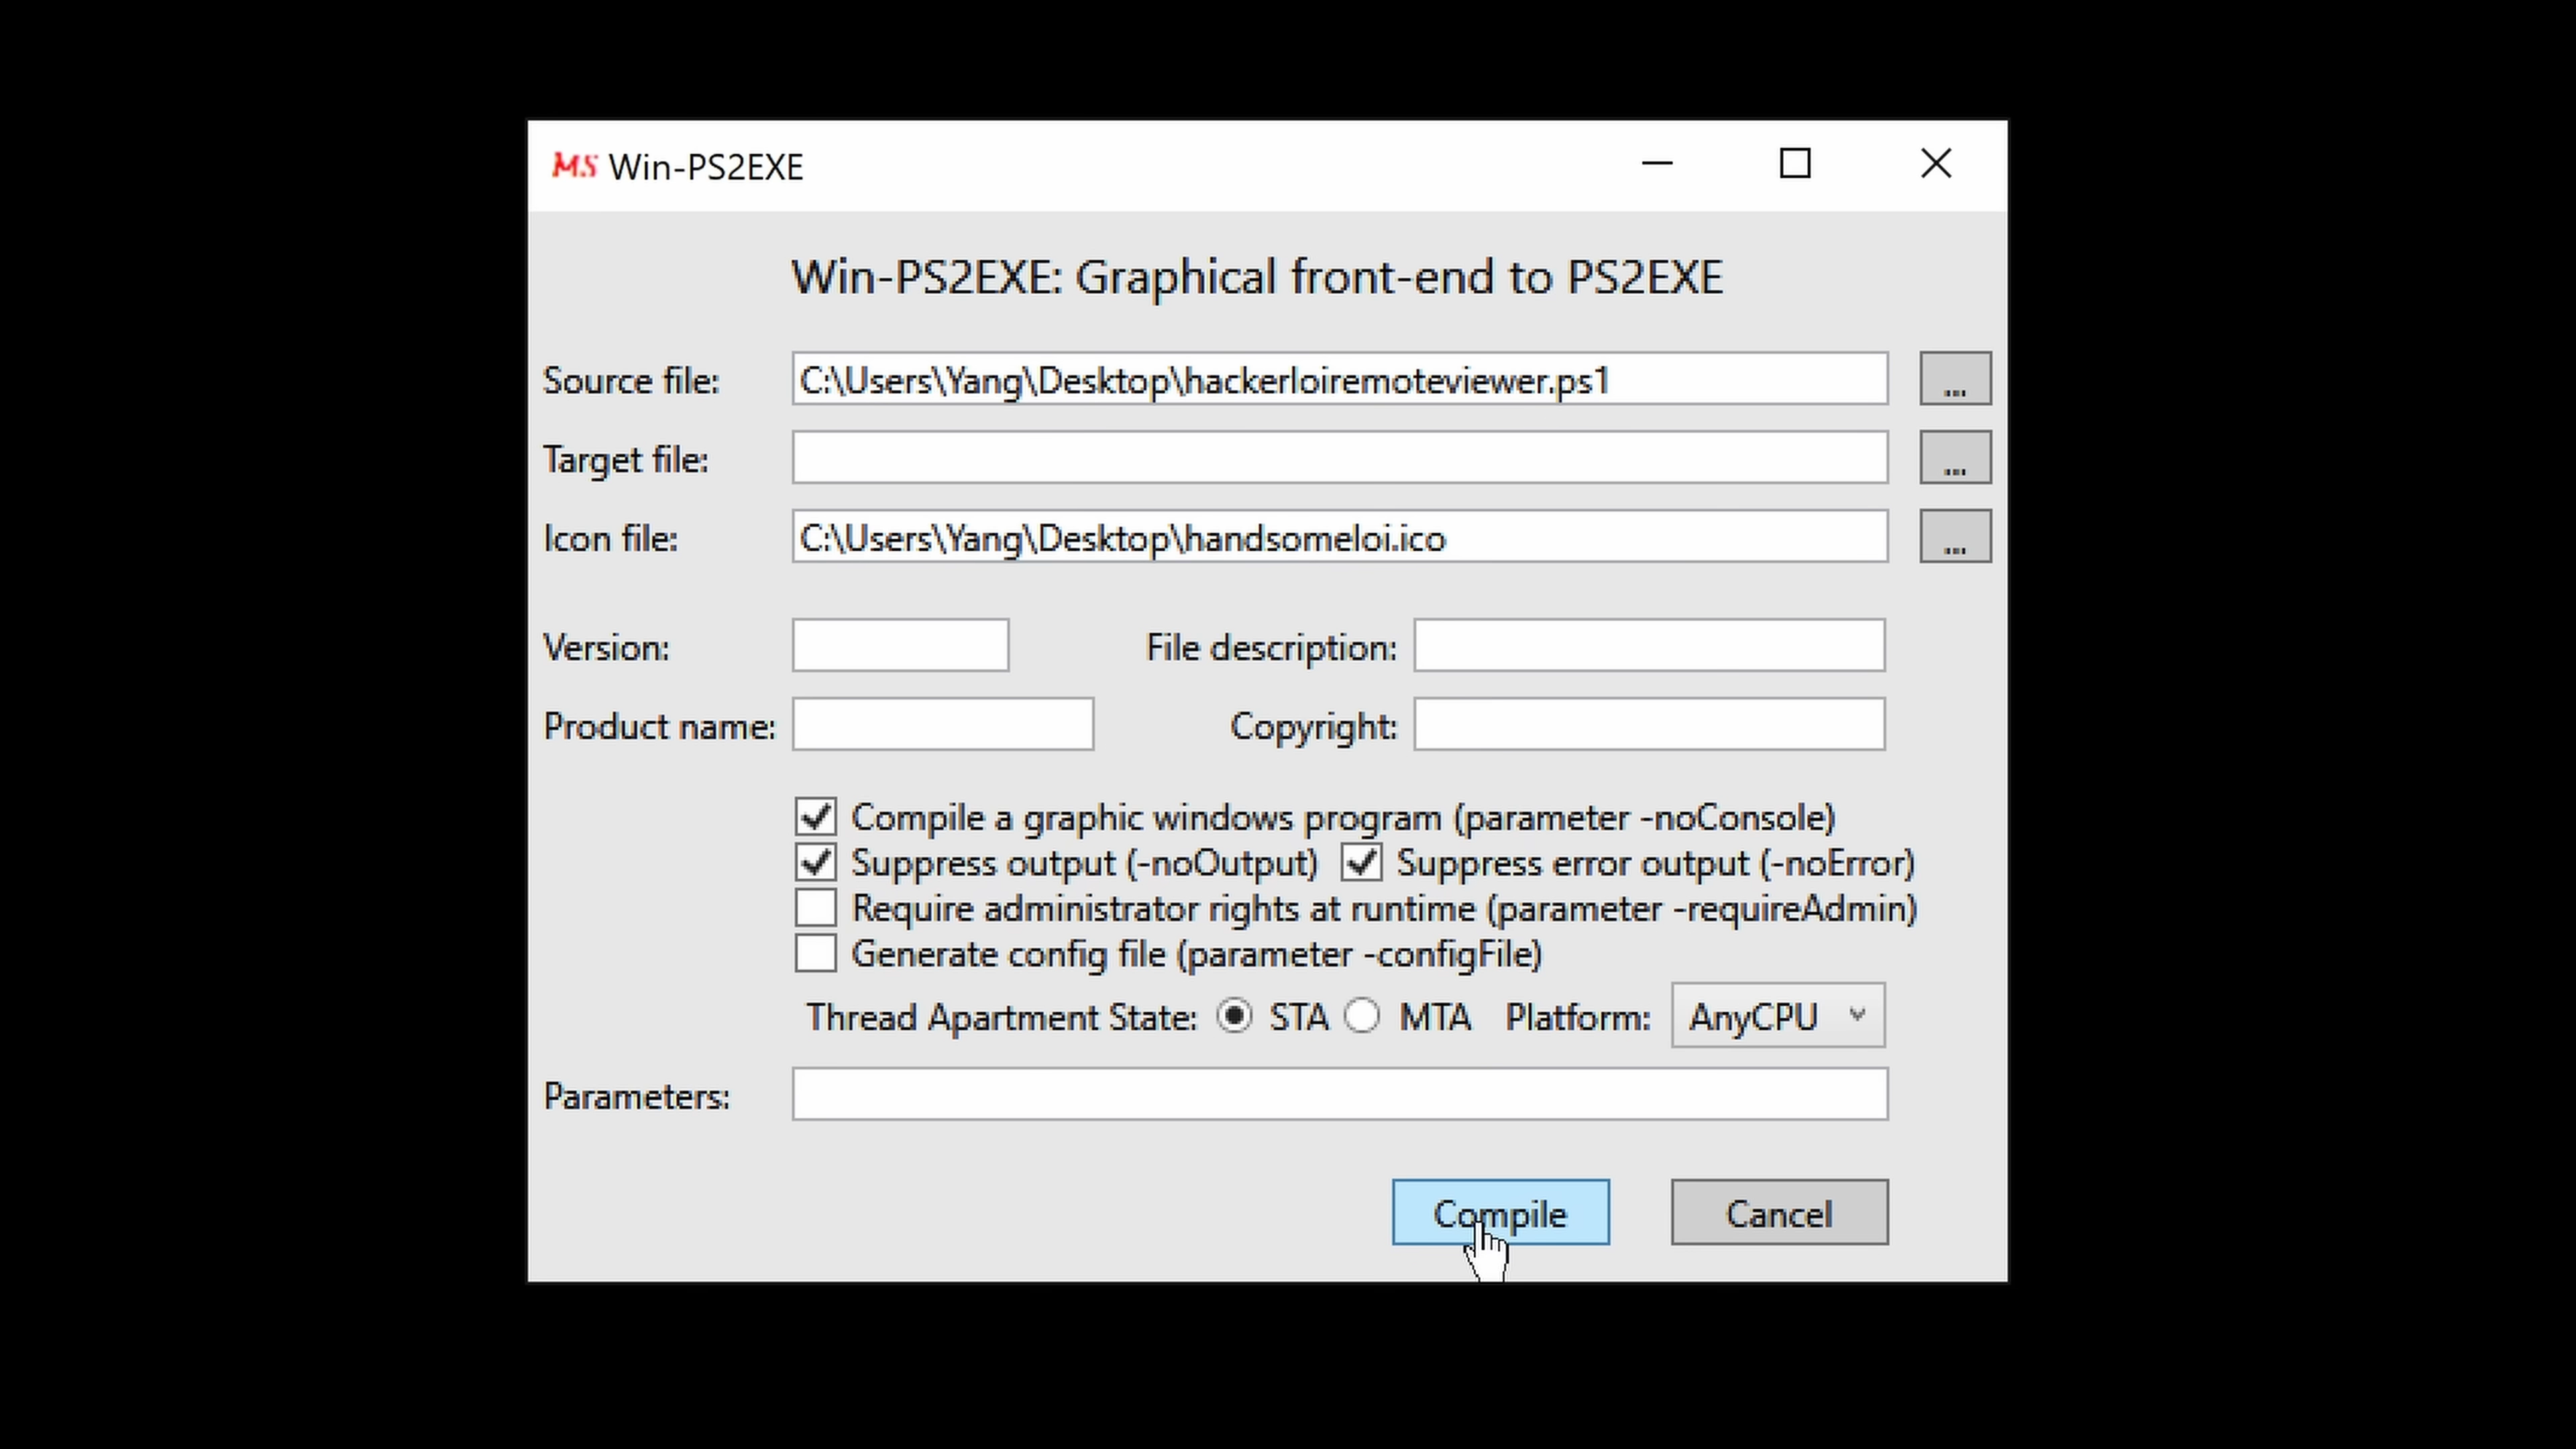 MS Win-PS2EXE
Win-PS2EXE: Graphical front-end to PS2EXE
Source file: C:\Users\Yang\Desktop\hackerloiremoteviewer.ps1 ...
Target file: ...
Icon file: C:\Users\Yang\Desktop\handsomeloi.ico ...
Version: File description:
Product name: Copyright:
Compile a graphic windows program (parameter -noConsole)
Suppress output (-noOutput) Suppress error output (-noError)
Require administrator rights at runtime (parameter -requireAdmin)
Generate config file (parameter -configFile)
Thread Apartment State: STA MTA Platform: AnyCPU
Parameters:
Compile Cancel